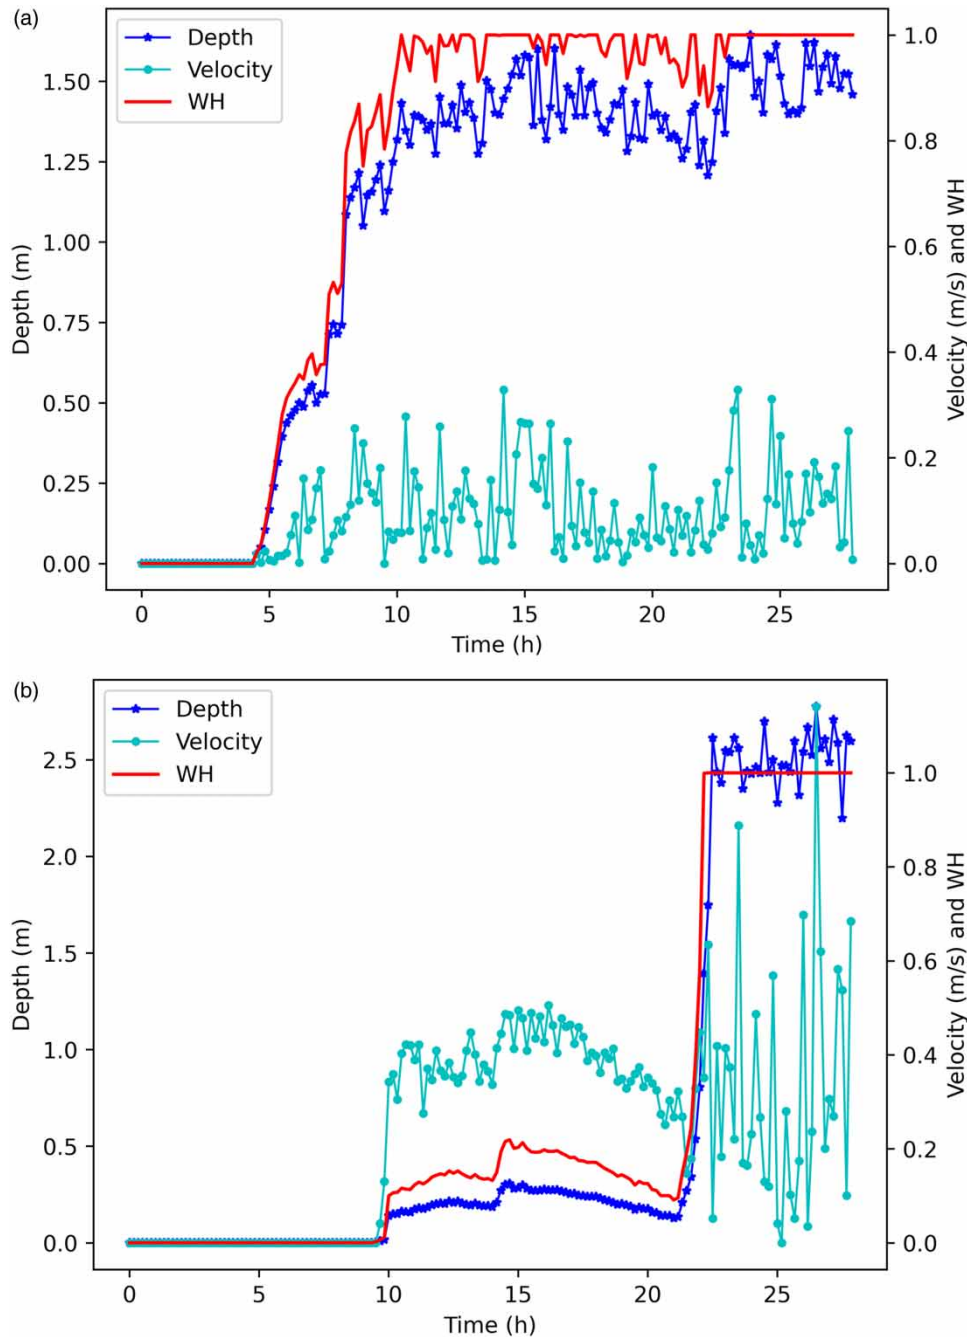 (a)
Depth
Velocity
WH
1.50
1.25
1.00
0.75
0.50
0.25
0.00
Depth (m)
1.0
0.8
0.6
0.4
0.2
0.0
Velocity (m/s) and WH
0 5 10 15 20 25
Time (h)
(b)
Depth
Velocity
WH
2.5
2.0
1.5
1.0
0.5
0.0
Depth (m)
1.0
0.8
0.6
0.4
0.2
0.0
Velocity (m/s) and WH
0 5 10 15 20 25
Time (h)